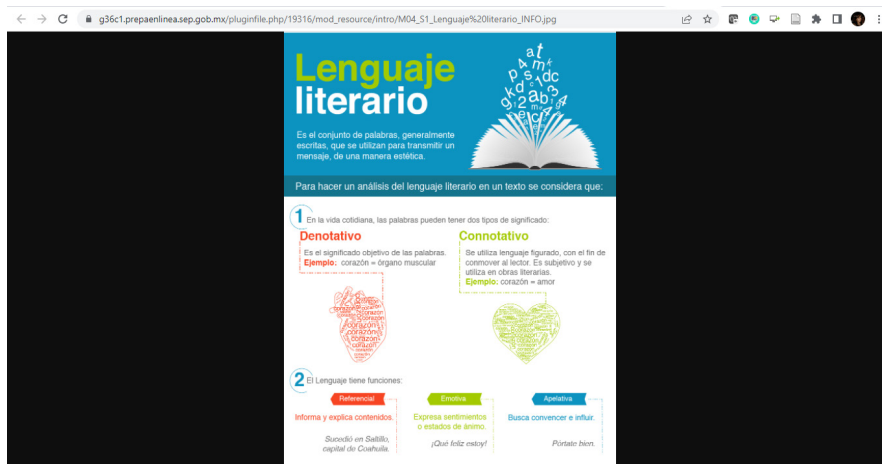 g36c1.prepaenlinea.sep.gob.mx/pluginfile.php/19316/mod_resource/intro/M04_S1_Lenguaje%20literario_INFO.jpg
Lenguaje
literario
Es el conjunto de palabras, generalmente
escritas, que se utilizan para transmitir un
mensaje, de una manera estética.
Para hacer un análisis del lenguaje literario en un texto se considera que:
1 En la vida cotidiana, las palabras pueden tener dos tipos de significado:
Denotativo
Es el significado objetivo de las palabras.
Ejemplo: corazón = órgano muscular
Connotativo
Se utiliza lenguaje figurado, con el fin de
conmover al lector. Es subjetivo y se
utiliza en obras literarias.
Ejemplo: corazón = amor
corazón
corazón
corazón
corazón
corazón
2 El Lenguaje tiene funciones:
Referencial
Informa y explica contenidos.
Sucedió en Saltillo,
capital de Coahuila.
Emotiva
Expresa sentimientos
o estados de ánimo.
¡Qué feliz estoy!
Apelativa
Busca convencer e influir.
Pórtate bien.